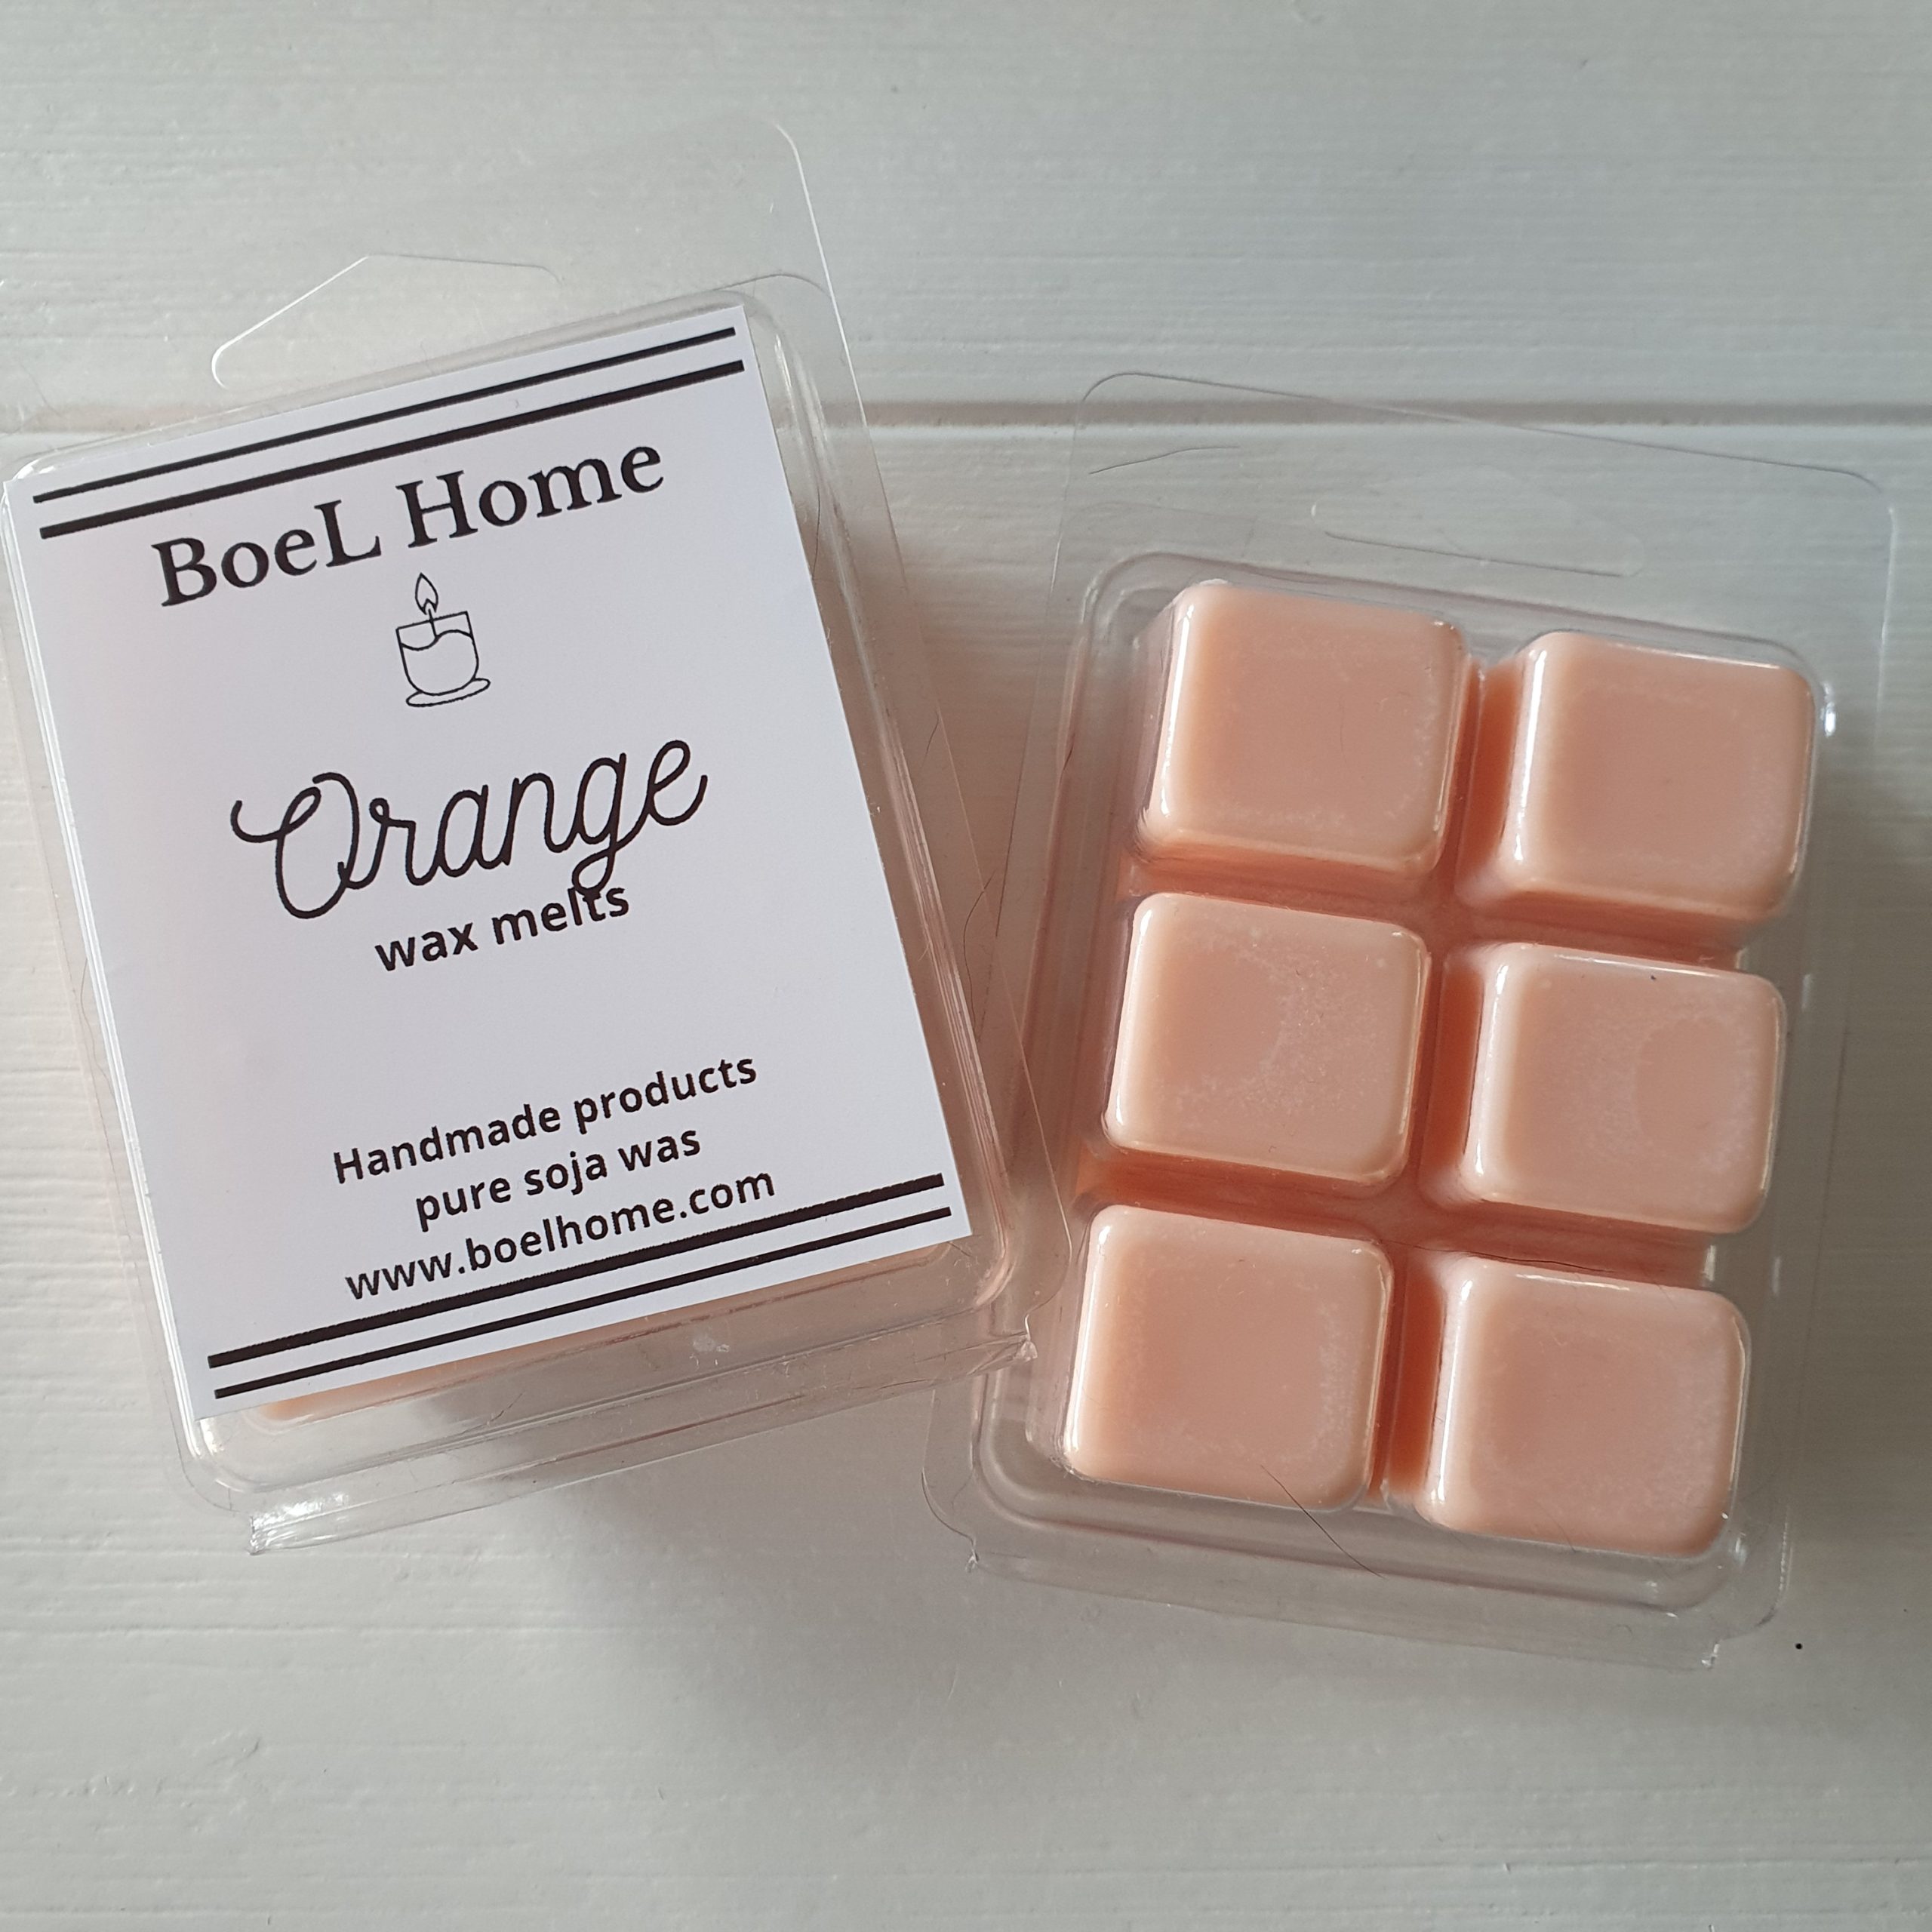 BoeL Home
Orange
wax melts
Handmade products
pure soja was
www.boelhome.com